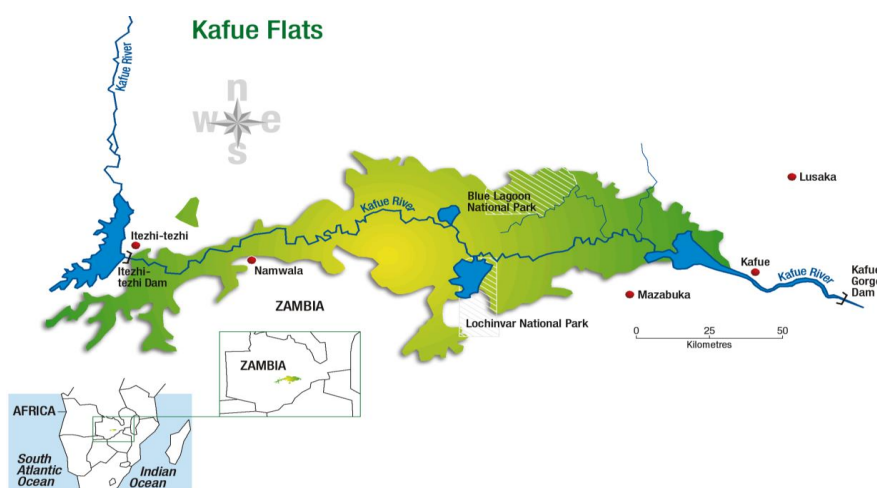 Kafue Flats
Kafue River
n
w e
s
Lusaka
Blue Lagoon
National Park
Kafue River
Itezhi-tezhi
Itezhi-
tezhi Dam
Namwala
Kafue
Kafue River
Kafue
Gorge
Dam
ZAMBIA
Mazabuka
Lochinvar National Park
0 25 50
Kilometres
ZAMBIA
AFRICA
South
Atlantic
Ocean
Indian
Ocean